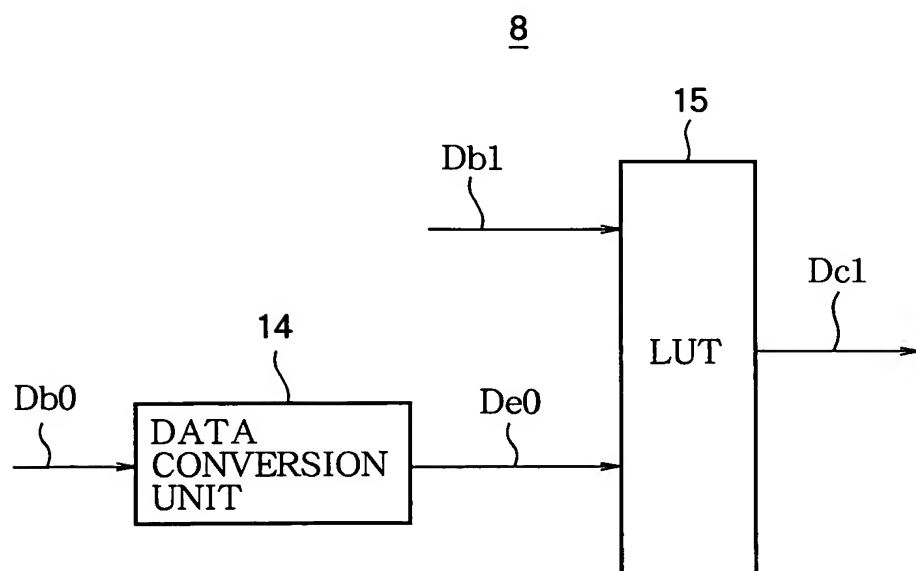 8
15
Db1
Dc1
LUT
14
Db0
De0
DATA
CONVERSION
UNIT